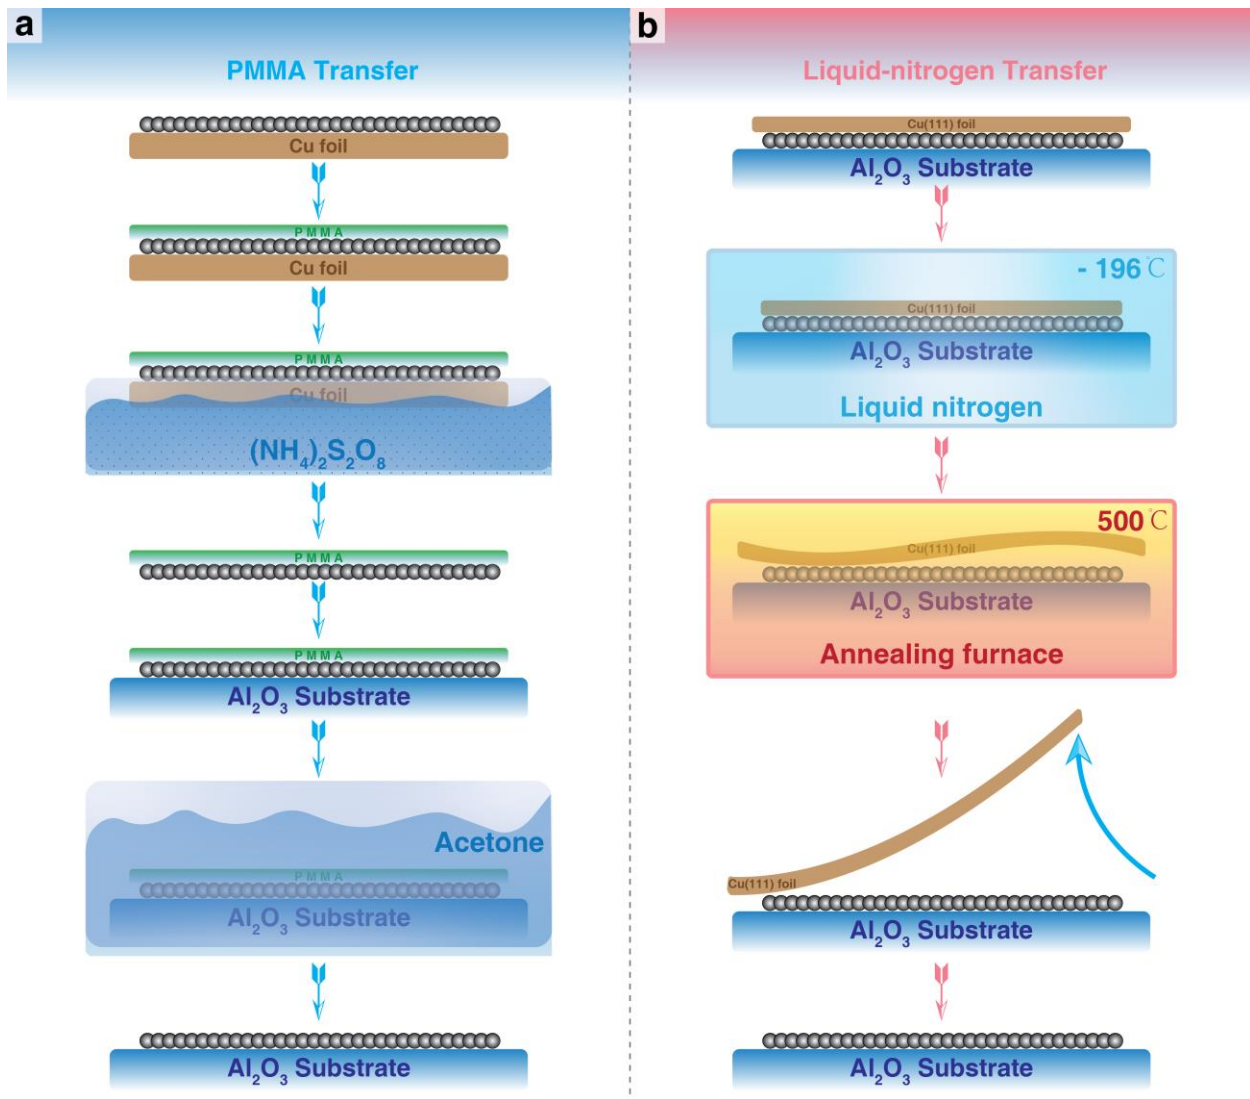 a
PMMA Transfer
Cu foil
PMMA
Cu foil
PMMA
Cu foil
(NH₄)₂S₂O₈
PMMA
PMMA
Al₂O₃ Substrate
Acetone
PMMA
Al₂O₃ Substrate
Al₂O₃ Substrate
b
Liquid-nitrogen Transfer
Cu(111) foil
Al₂O₃ Substrate
- 196 ℃
Cu(111) foil
Al₂O₃ Substrate
Liquid nitrogen
500 ℃
Cu(111) foil
Al₂O₃ Substrate
Annealing furnace
Cu(111) foil
Al₂O₃ Substrate
Al₂O₃ Substrate